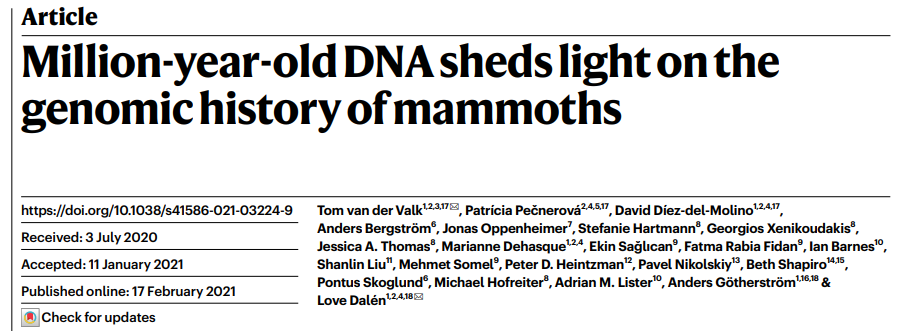 Article
Million-year-old DNA sheds light on the
genomic history of mammoths
https://doi.org/10.1038/s41586-021-03224-9
Received: 3 July 2020
Accepted: 11 January 2021
Published online: 17 February 2021
Check for updates
Tom van der Valk1,2,3,17✉, Patrícia Pečnerová2,4,5,17, David Díez-del-Molino1,2,4,17,
Anders Bergström6, Jonas Oppenheimer7, Stefanie Hartmann8, Georgios Xenikoudakis8,
Jessica A. Thomas8, Marianne Dehasque1,2,4, Ekin Sağlıcan9, Fatma Rabia Fidan9, Ian Barnes10,
Shanlin Liu11, Mehmet Somel9, Peter D. Heintzman12, Pavel Nikolskiy13, Beth Shapiro14,15,
Pontus Skoglund6, Michael Hofreiter8, Adrian M. Lister10, Anders Götherström1,16,18 &
Love Dalén1,2,4,18✉